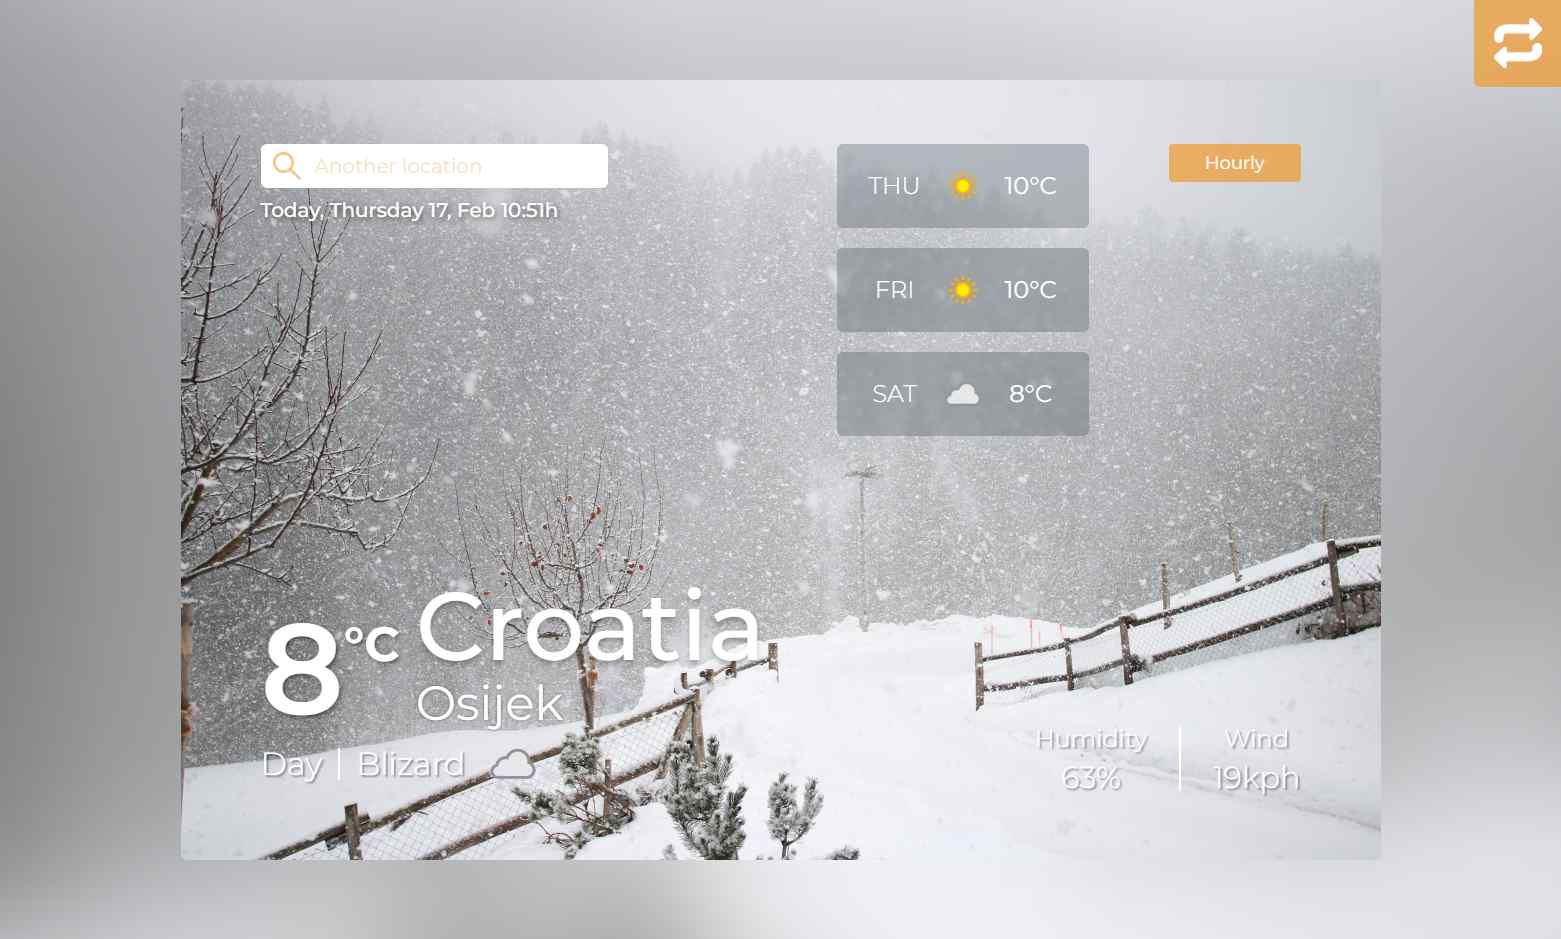 Another location
Today, Thursday 17, Feb 10:51h
THU 10°C
FRI 10°C
SAT 8°C
Hourly
8°C
Croatia
Osijek
Day
Blizard
Humidity
63%
Wind
19kph